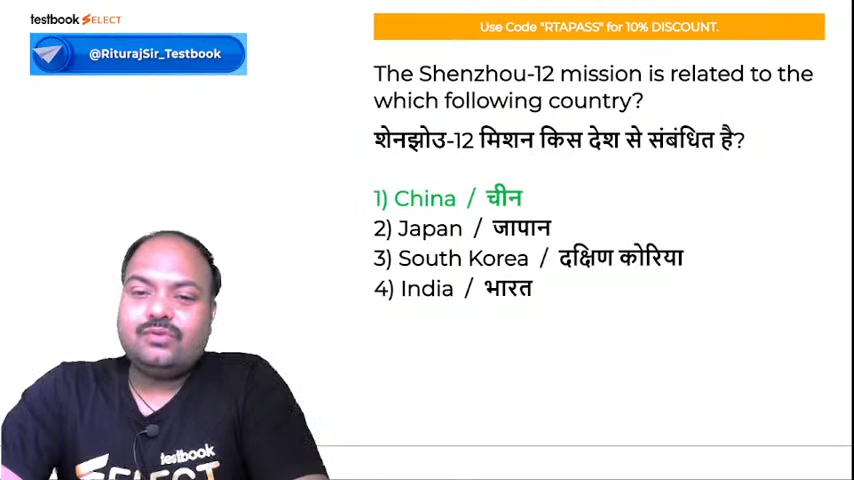 testbook SELECT
@RiturajSir_Testbook
Use Code "RTAPASS" for 10% DISCOUNT.
The Shenzhou-12 mission is related to the
which following country?
शेनझोउ-12 मिशन किस देश से संबंधित है?
1) China / चीन
2) Japan / जापान
3) South Korea / दक्षिण कोरिया
4) India / भारत
testbook
SELECT